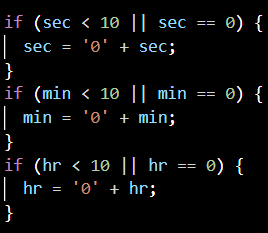 if (sec < 10 || sec == 0) {
  sec = '0' + sec;
}
if (min < 10 || min == 0) {
  min = '0' + min;
}
if (hr < 10 || hr == 0) {
  hr = '0' + hr;
}